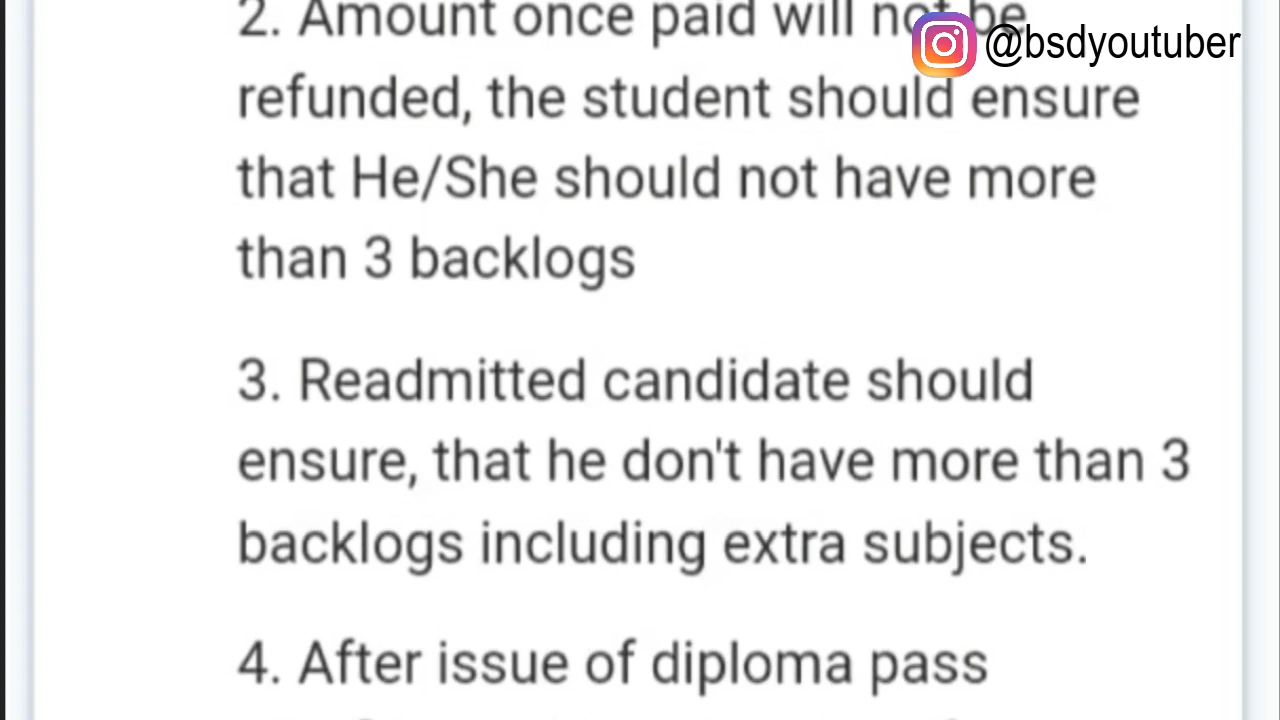 2. Amount once paid will not be
@bsdyoutuber
refunded, the student should ensure
that He/She should not have more
than 3 backlogs
3. Readmitted candidate should
ensure, that he don't have more than 3
backlogs including extra subjects.
4. After issue of diploma pass